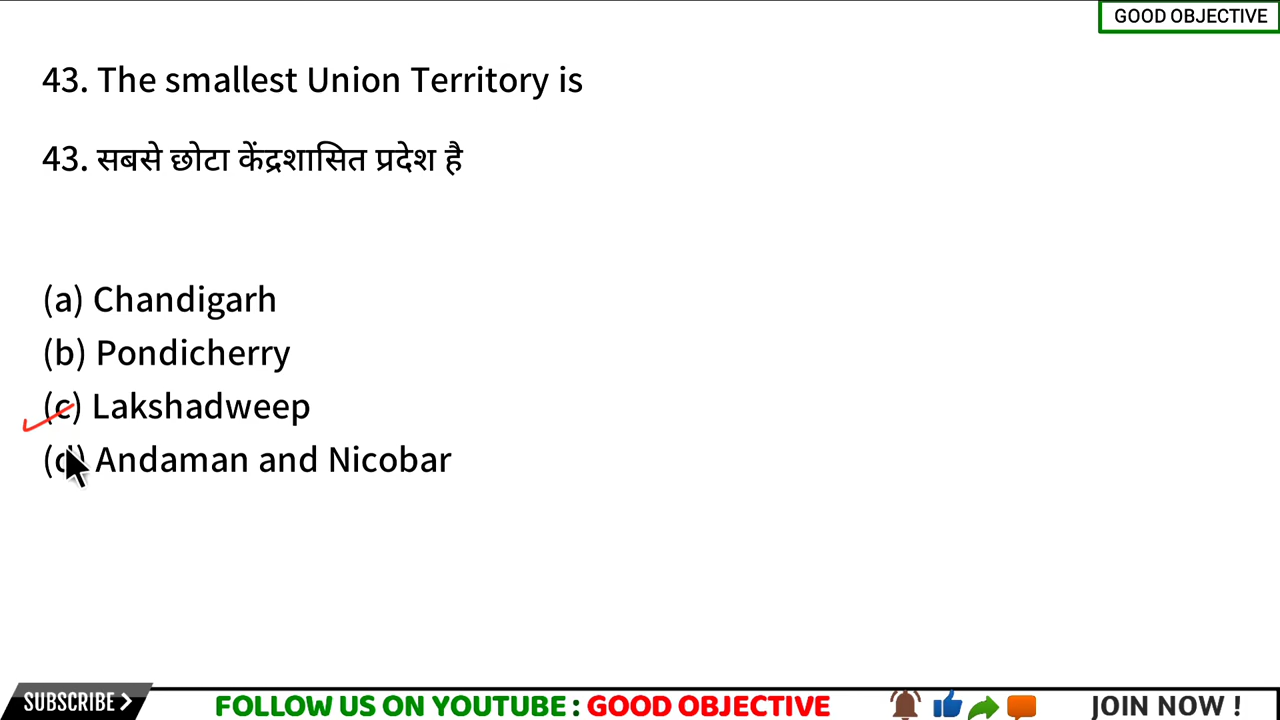 GOOD OBJECTIVE
43. The smallest Union Territory is
43. सबसे छोटा केंद्रशासित प्रदेश है
(a) Chandigarh
(b) Pondicherry
(c) Lakshadweep
(d) Andaman and Nicobar
SUBSCRIBE FOLLOW US ON YOUTUBE : GOOD OBJECTIVE JOIN NOW !